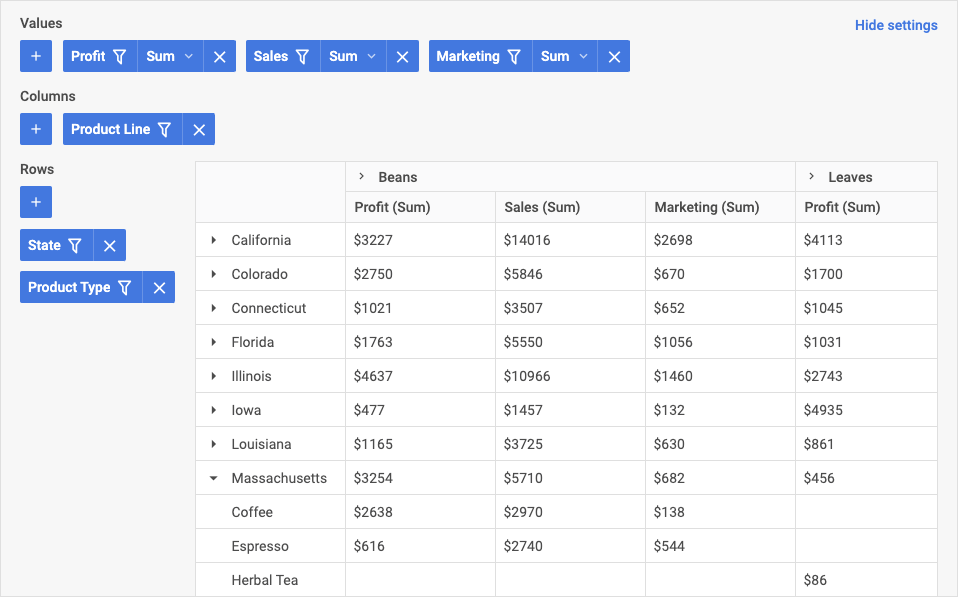 Values Hide settings
+ Profit Sum Sales Sum Marketing Sum
Columns
+ Product Line
Rows
+
State
Product Type
Beans Leaves
Profit (Sum) Sales (Sum) Marketing (Sum) Profit (Sum)
California $3227 $14016 $2698 $4113
Colorado $2750 $5846 $670 $1700
Connecticut $1021 $3507 $652 $1045
Florida $1763 $5550 $1056 $1031
Illinois $4637 $10966 $1460 $2743
Iowa $477 $1457 $132 $4935
Louisiana $1165 $3725 $630 $861
Massachusetts $3254 $5710 $682 $456
Coffee $2638 $2970 $138
Espresso $616 $2740 $544
Herbal Tea $86